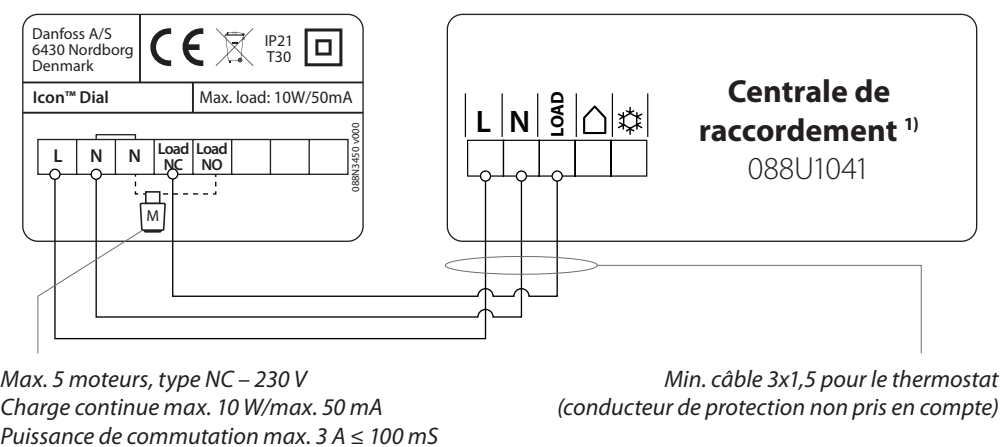 Danfoss A/S
6430 Nordborg
Denmark
CE
IP21
T30
Icon™ Dial
Max. load: 10W/50mA
L
N
N
Load
NC
Load
NO
088N3450 v000
M
L
N
LOAD
Centrale de
raccordement 1)
088U1041
Max. 5 moteurs, type NC – 230 V
Charge continue max. 10 W/max. 50 mA
Puissance de commutation max. 3 A ≤ 100 mS
Min. câble 3x1,5 pour le thermostat
(conducteur de protection non pris en compte)